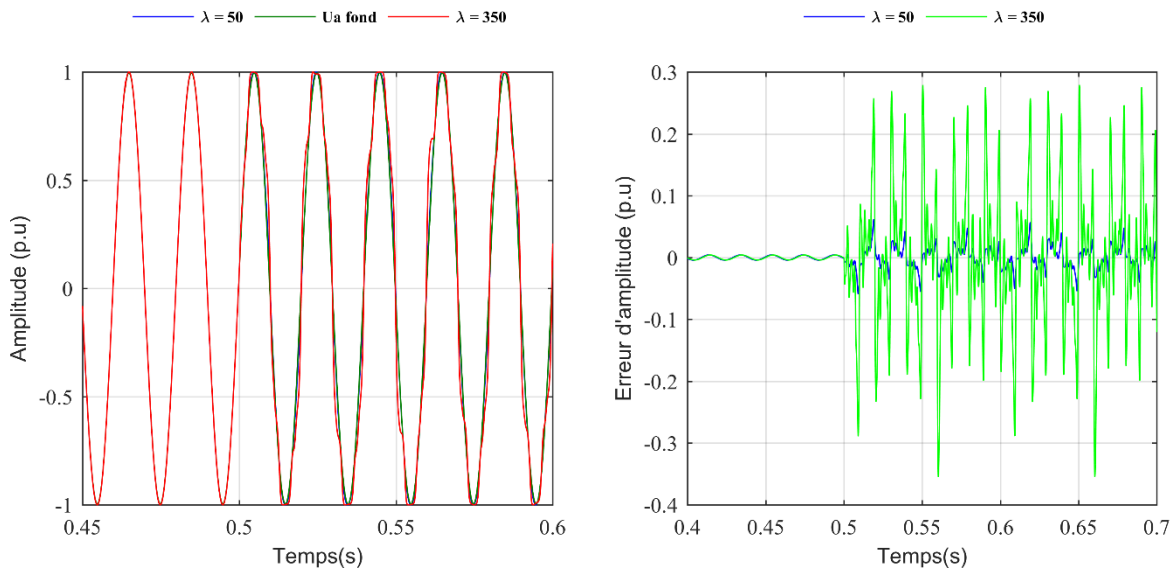 λ = 50 Ua fond λ = 350
1
0.5
0
-0.5
-1
0.45 0.5 0.55 0.6
Amplitude (p.u)
Temps(s)
λ = 50 λ = 350
0.3
0.2
0.1
0
-0.1
-0.2
-0.3
-0.4
0.4 0.45 0.5 0.55 0.6 0.65 0.7
Erreur d'amplitude (p.u)
Temps(s)